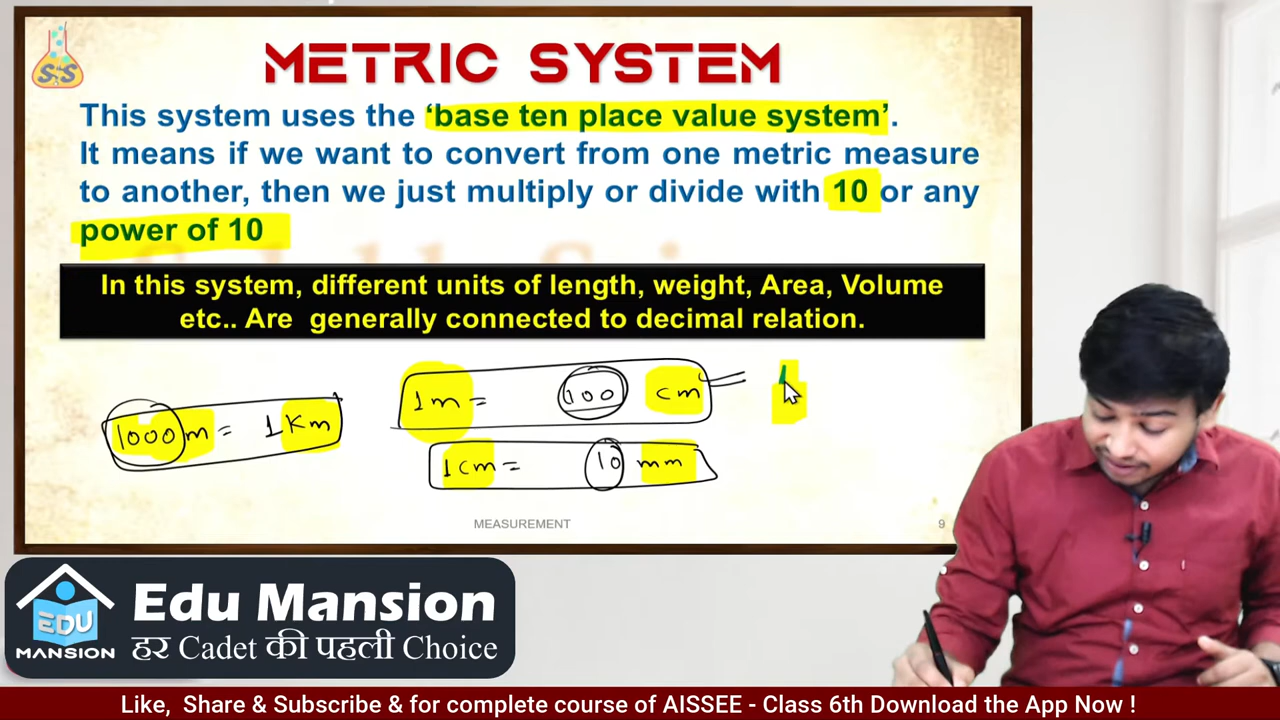 METRIC SYSTEM
This system uses the ‘base ten place value system’.
It means if we want to convert from one metric measure
to another, then we just multiply or divide with 10 or any
power of 10
In this system, different units of length, weight, Area, Volume
etc.. Are generally connected to decimal relation.
1000m = 1 Km
1m = 100 cm =
1cm = 10 mm
MEASUREMENT
9
SS
EDU
MANSION
Edu Mansion
हर Cadet की पहली Choice
Like, Share & Subscribe & for complete course of AISSEE - Class 6th Download the App Now !